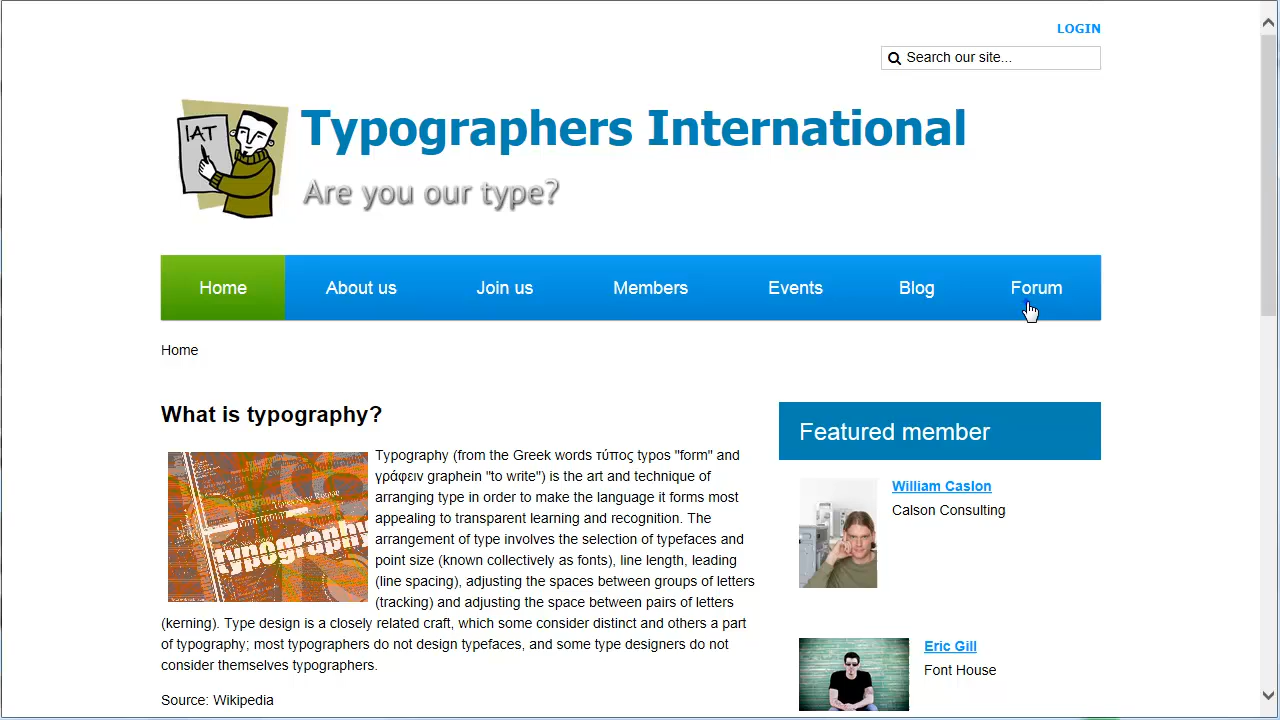 LOGIN
Search our site...
IAT
Typographers International
Are you our type?
Home About us Join us Members Events Blog Forum
Home
What is typography?
Typography (from the Greek words τύπος typos "form" and
γράφειν graphein "to write") is the art and technique of
arranging type in order to make the language it forms most
appealing to transparent learning and recognition. The
arrangement of type involves the selection of typefaces and
point size (known collectively as fonts), line length, leading
(line spacing), adjusting the spaces between groups of letters
(tracking) and adjusting the space between pairs of letters
(kerning). Type design is a closely related craft, which some consider distinct and others a part
of typography; most typographers do not design typefaces, and some type designers do not
consider themselves typographers.
Wikipedia
typography
Featured member
William Caslon
Calson Consulting
Eric Gill
Font House